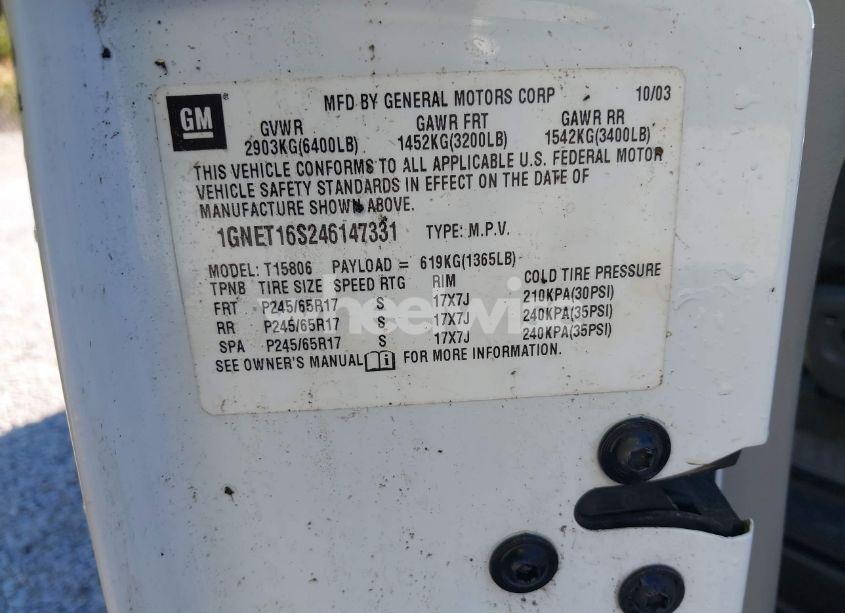 GM
MFD BY GENERAL MOTORS CORP 10/03
GVWR GAWR FRT GAWR RR
2903KG(6400LB) 1452KG(3200LB) 1542KG(3400LB)
THIS VEHICLE CONFORMS TO ALL APPLICABLE U.S. FEDERAL MOTOR
VEHICLE SAFETY STANDARDS IN EFFECT ON THE DATE OF
MANUFACTURE SHOWN ABOVE.
1GNET16S246147331 TYPE: M.P.V.
MODEL: T15806 PAYLOAD = 619KG(1365LB)
TPNB TIRE SIZE SPEED RTG RIM COLD TIRE PRESSURE
FRT P245/65R17 S 17X7J 210KPA(30PSI)
RR P245/65R17 S 17X7J 240KPA(35PSI)
SPA P245/65R17 S 17X7J 240KPA(35PSI)
SEE OWNER'S MANUAL i FOR MORE INFORMATION.